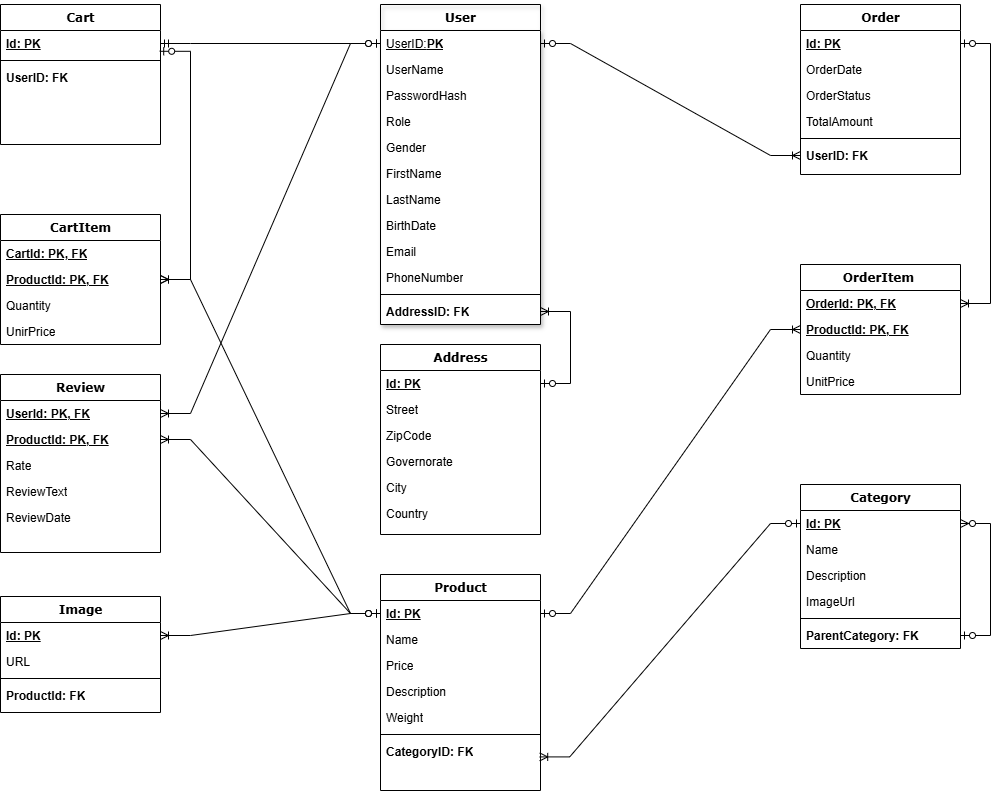 Cart
Id: PK
UserID: FK
User
UserID:PK
UserName
PasswordHash
Role
Gender
FirstName
LastName
BirthDate
Email
PhoneNumber
AddressID: FK
Order
Id: PK
OrderDate
OrderStatus
TotalAmount
UserID: FK
CartItem
CartId: PK, FK
ProductId: PK, FK
Quantity
UnirPrice
Address
Id: PK
Street
ZipCode
Governorate
City
Country
OrderItem
OrderId: PK, FK
ProductId: PK, FK
Quantity
UnitPrice
Review
UserId: PK, FK
ProductId: PK, FK
Rate
ReviewText
ReviewDate
Category
Id: PK
Name
Description
ImageUrl
ParentCategory: FK
Image
Id: PK
URL
ProductId: FK
Product
Id: PK
Name
Price
Description
Weight
CategoryID: FK